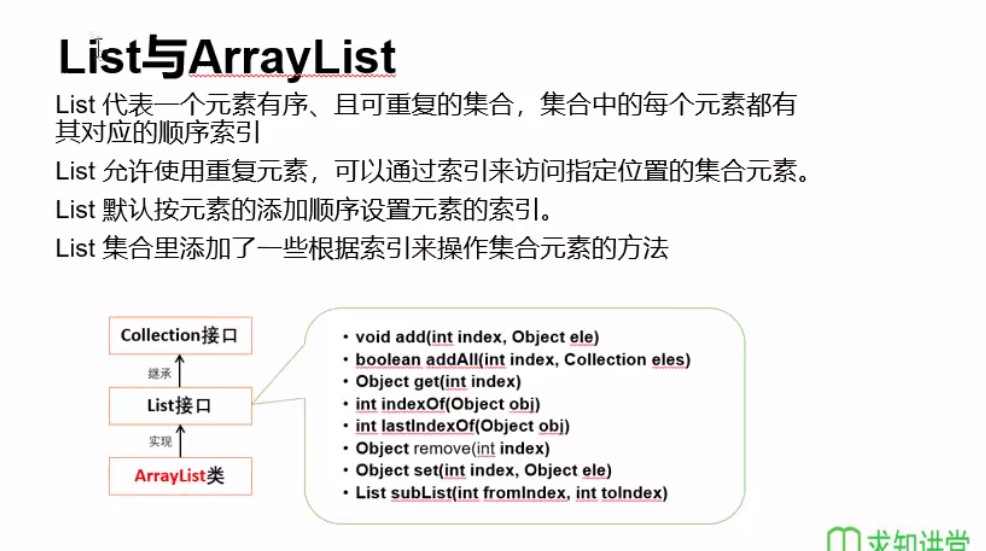 List与ArrayList
List 代表一个元素有序、且可重复的集合，集合中的每个元素都有
其对应的顺序索引
List 允许使用重复元素，可以通过索引来访问指定位置的集合元素。
List 默认按元素的添加顺序设置元素的索引。
List 集合里添加了一些根据索引来操作集合元素的方法
Collection接口
继承
List接口
实现
ArrayList类
• void add(int index, Object ele)
• boolean addAll(int index, Collection eles)
• Object get(int index)
• int indexOf(Object obj)
• int lastIndexOf(Object obj)
• Object remove(int index)
• Object set(int index, Object ele)
• List subList(int fromIndex, int toIndex)
求知讲堂